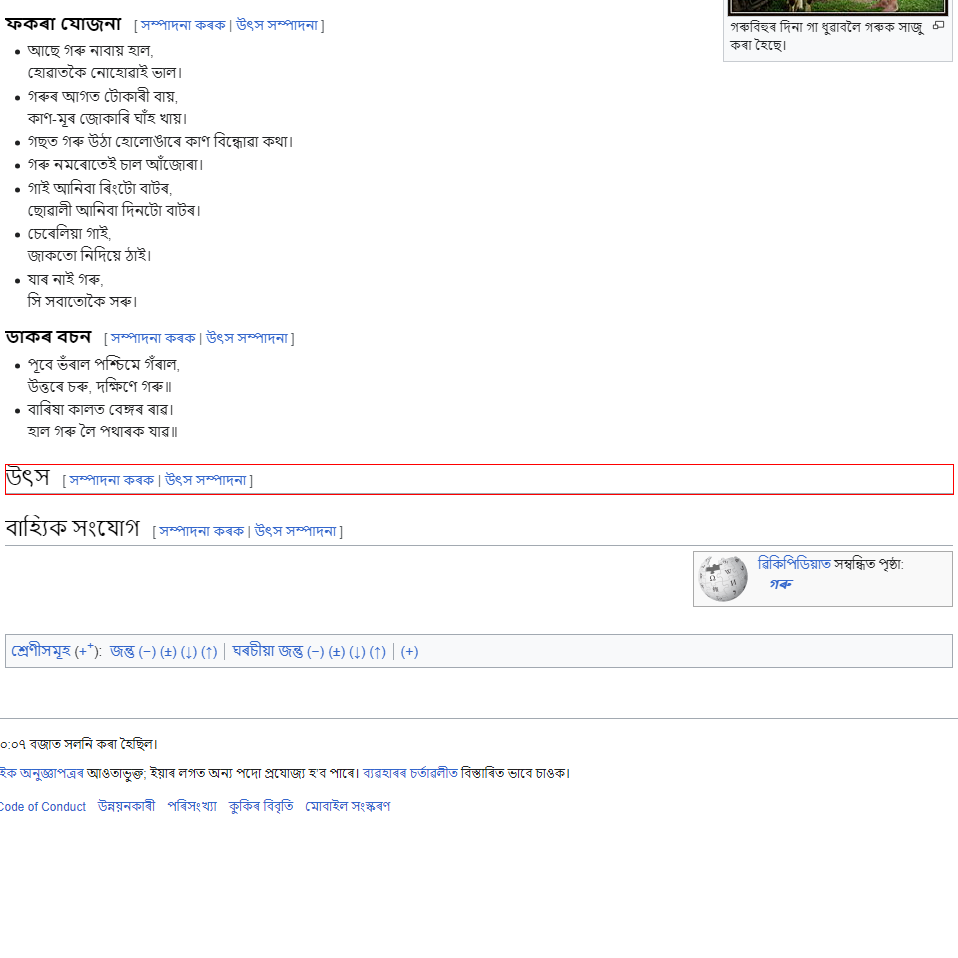 ফকৰা যোজনা [ সম্পাদনা কৰক | উৎস সম্পাদনা ]
আছে গৰু নাবায় হাল,
হোৱাতকৈ নোহোৱাই ভাল।
গৰুৰ আগত টোকাৰী বায়,
কাণ-মূৰ জোকাৰি ঘাঁহ খায়।
গছত গৰু উঠা হোলোঙাৰে কাণ বিন্ধোৱা কথা।
গৰু নমৰোতেই চাল আঁজোৰা।
গাই আনিবা ৰিংটো বাটৰ,
ছোৱালী আনিবা দিনটো বাটৰ।
চেৰেলিয়া গাই,
জাকতো নিদিয়ে ঠাই।
যাৰ নাই গৰু,
সি সবাতোকৈ সৰু।
গৰুবিহুৰ দিনা গা ধুৱাবলৈ গৰুক সাজু
কৰা হৈছে।
ডাকৰ বচন [ সম্পাদনা কৰক | উৎস সম্পাদনা ]
পূবে ভঁৰাল পশ্চিমে গঁৰাল,
উত্তৰে চৰু, দক্ষিণে গৰু॥
বাৰিষা কালত বেঙ্গৰ ৰাৱ।
হাল গৰু লৈ পথাৰক যাৱ॥
উৎস [ সম্পাদনা কৰক | উৎস সম্পাদনা ]
বাহ্যিক সংযোগ [ সম্পাদনা কৰক | উৎস সম্পাদনা ]
ৱিকিপিডিয়াত সম্বন্ধিত পৃষ্ঠা:
গৰু
শ্ৰেণীসমূহ (+⁺): জন্তু (−) (±) (↓) (↑) | ঘৰচীয়া জন্তু (−) (±) (↓) (↑) | (+)
০:০৭ বজাত সলনি কৰা হৈছিল।
ইক অনুজ্ঞাপত্ৰৰ আওতাভুক্ত; ইয়াৰ লগত অন্য পদো প্ৰযোজ্য হ'ব পাৰে। ব্যৱহাৰৰ চৰ্তাৱলীত বিস্তাৰিত ভাবে চাওক।
Code of Conduct উন্নয়নকাৰী পৰিসংখ্যা কুকিৰ বিবৃতি মোবাইল সংস্কৰণ